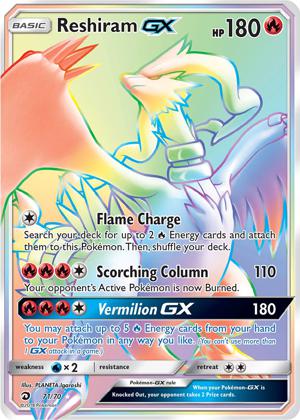 BASIC Reshiram GX HP 180
Flame Charge
Search your deck for up to 2 Energy cards and attach
them to this Pokémon. Then, shuffle your deck.
Scorching Column 110
Your opponent's Active Pokémon is now Burned.
Vermilion GX 180
You may attach up to 5 Energy cards from your hand
to your Pokémon in any way you like. (You can't use more than
1 GX attack in a game.)
weakness ×2 resistance retreat
Illus. PLANETA Igarashi
71/70
©2018 Pokémon
Pokémon-GX rule
When your Pokémon-GX is
Knocked Out, your opponent takes 2 Prize cards.